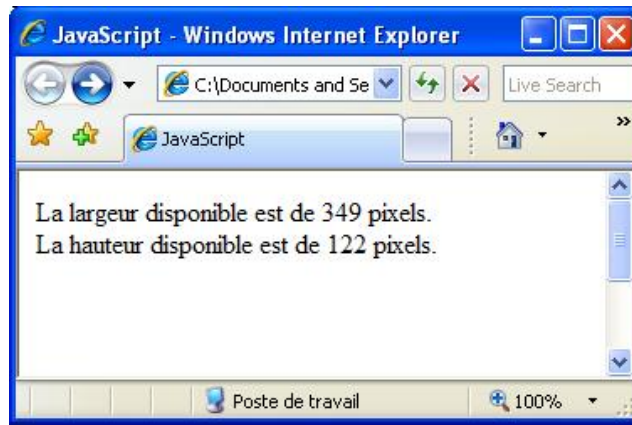 JavaScript - Windows Internet Explorer
C:\Documents and Se
Live Search
JavaScript
»
La largeur disponible est de 349 pixels.
La hauteur disponible est de 122 pixels.
Poste de travail
100%